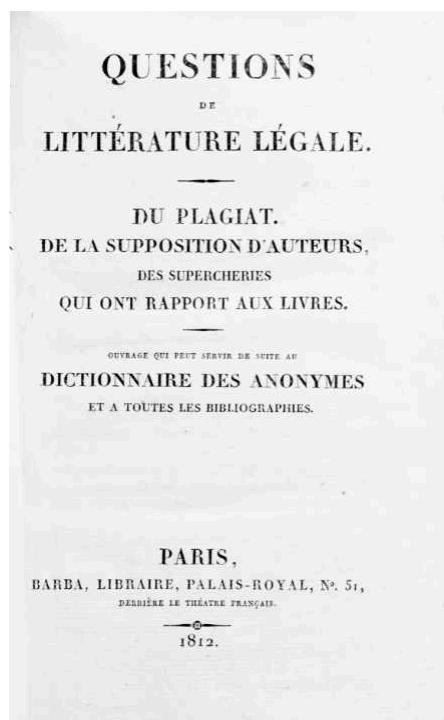 QUESTIONS
DE
LITTÉRATURE LÉGALE.
DU PLAGIAT.
DE LA SUPPOSITION D'AUTEURS,
DES SUPERCHERIES
QUI ONT RAPPORT AUX LIVRES.
OUVRAGE QUI PEUT SERVIR DE SUITE AU
DICTIONNAIRE DES ANONYMES
ET A TOUTES LES BIBLIOGRAPHIES.
PARIS,
BARBA, LIBRAIRE, PALAIS-ROYAL, Nº. 51,
DERRIÈRE LE THÉATRE FRANÇAIS.
1812.